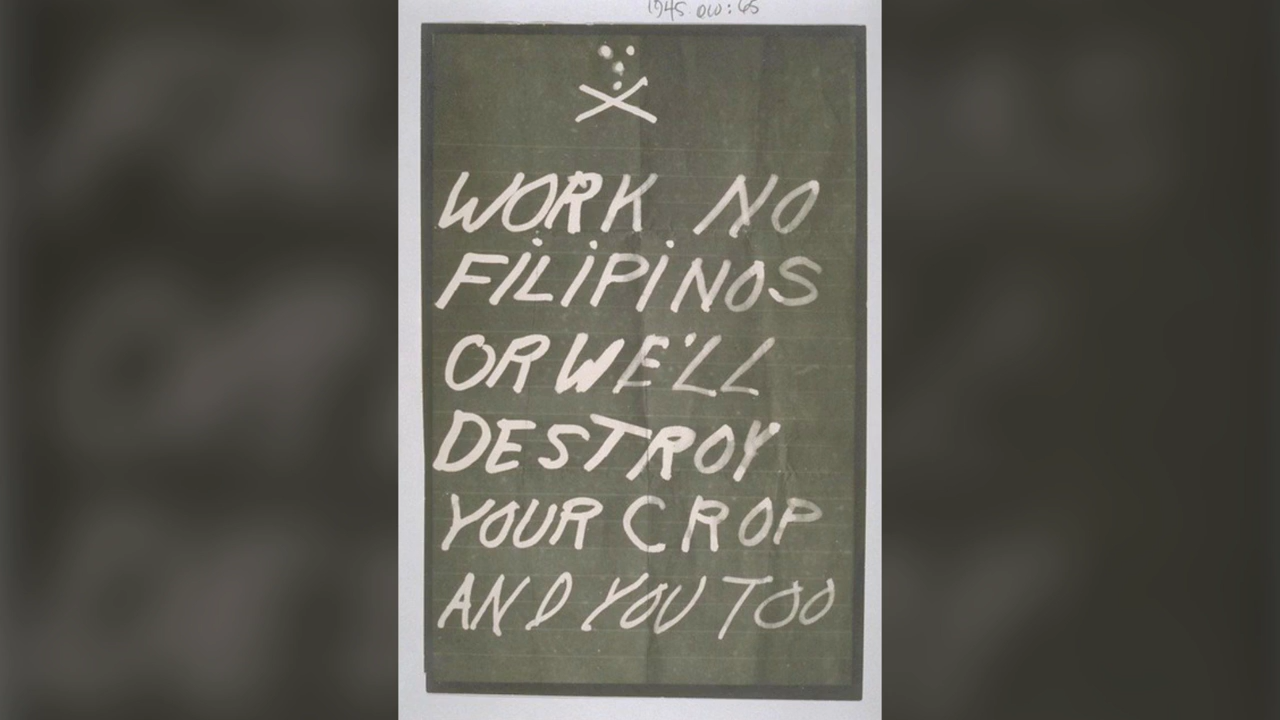 WORK NO
FILIPINOS
OR WE'LL
DESTROY
YOUR CROP
AND YOU TOO